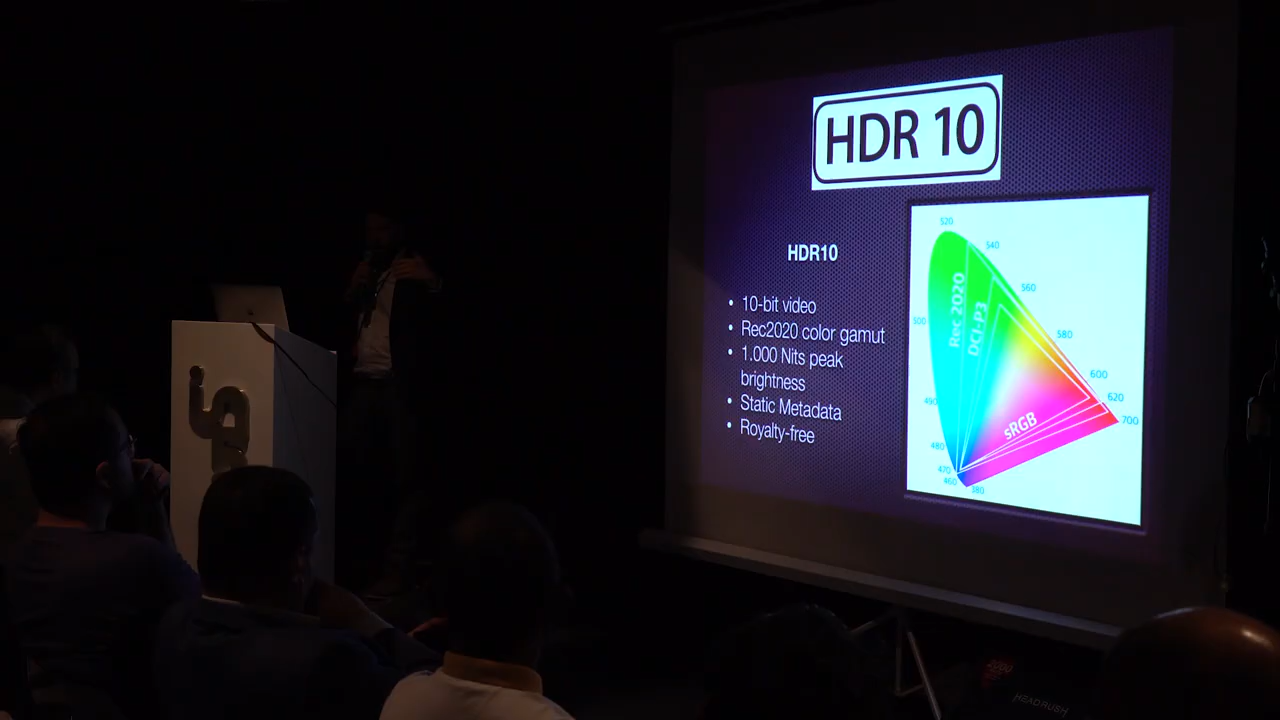 HDR 10
HDR10
• 10-bit video
• Rec2020 color gamut
• 1.000 Nits peak
brightness
• Static Metadata
• Royalty-free
520
540
560
500
Rec 2020
DCI-P3
580
600
620
700
490
sRGB
480
470
460
380
HEADRUSH